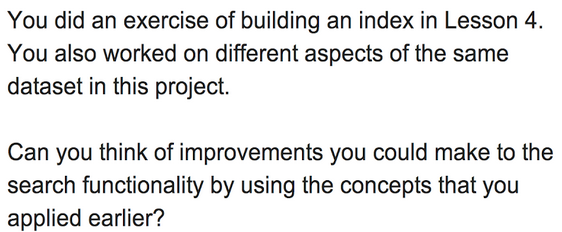 You did an exercise of building an index in Lesson 4.
You also worked on different aspects of the same
dataset in this project.
Can you think of improvements you could make to the
search functionality by using the concepts that you
applied earlier?